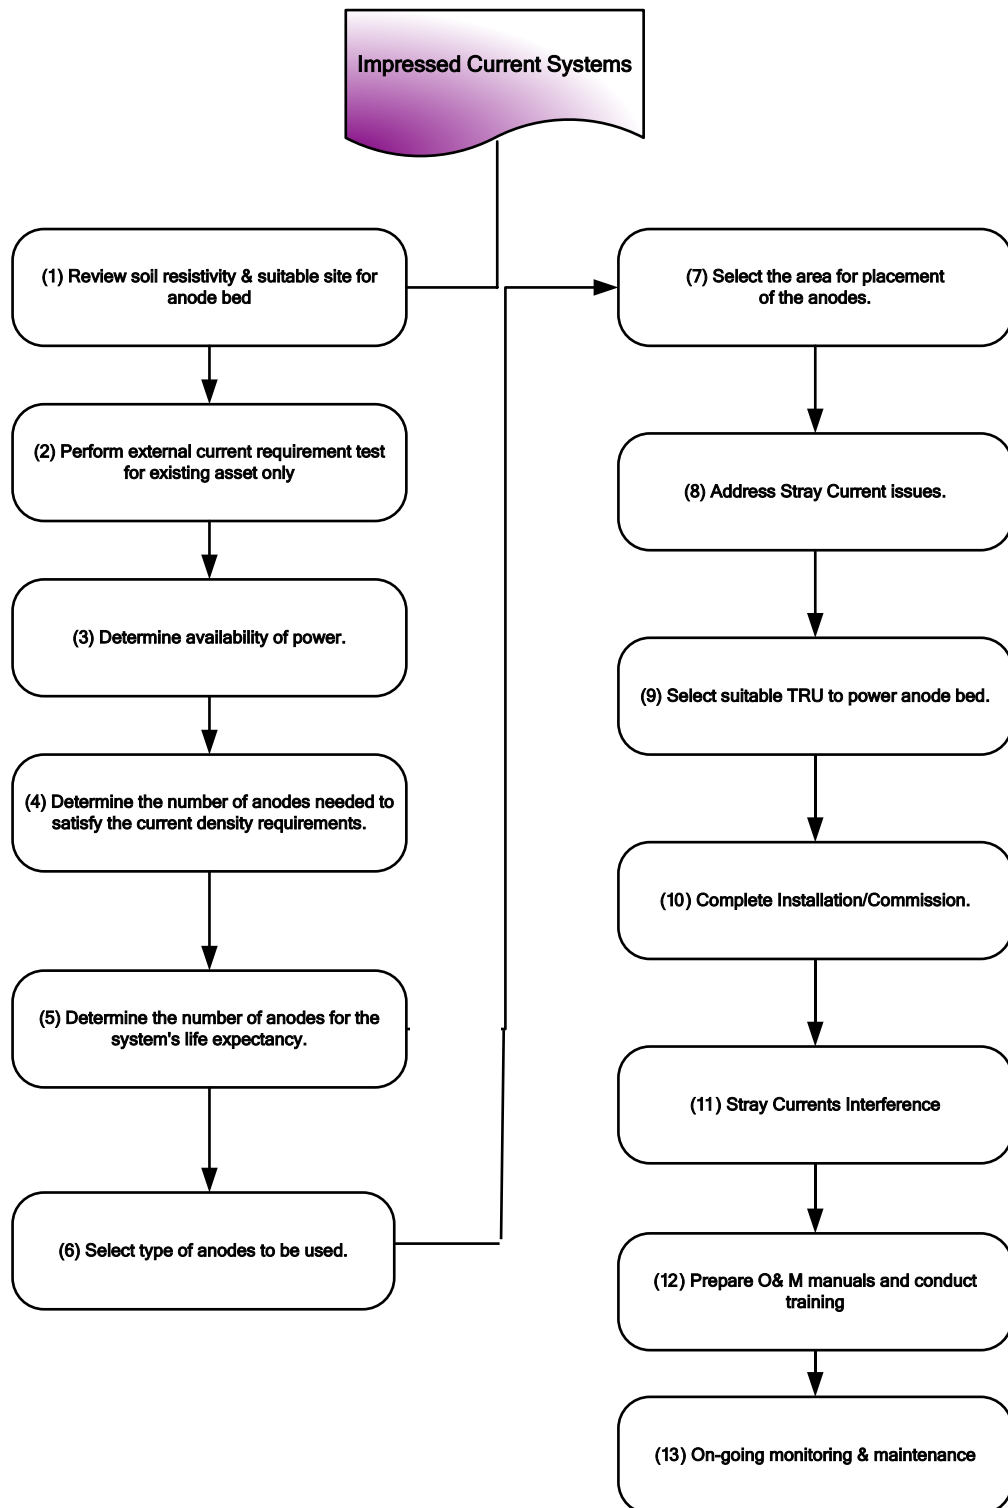 Impressed Current Systems
(1) Review soil resistivity & suitable site for
anode bed
(2) Perform external current requirement test
for existing asset only
(3) Determine availability of power.
(4) Determine the number of anodes needed to
satisfy the current density requirements.
(5) Determine the number of anodes for the
system's life expectancy.
(6) Select type of anodes to be used.
(7) Select the area for placement
of the anodes.
(8) Address Stray Current issues.
(9) Select suitable TRU to power anode bed.
(10) Complete Installation/Commission.
(11) Stray Currents Interference
(12) Prepare O& M manuals and conduct
training
(13) On-going monitoring & maintenance